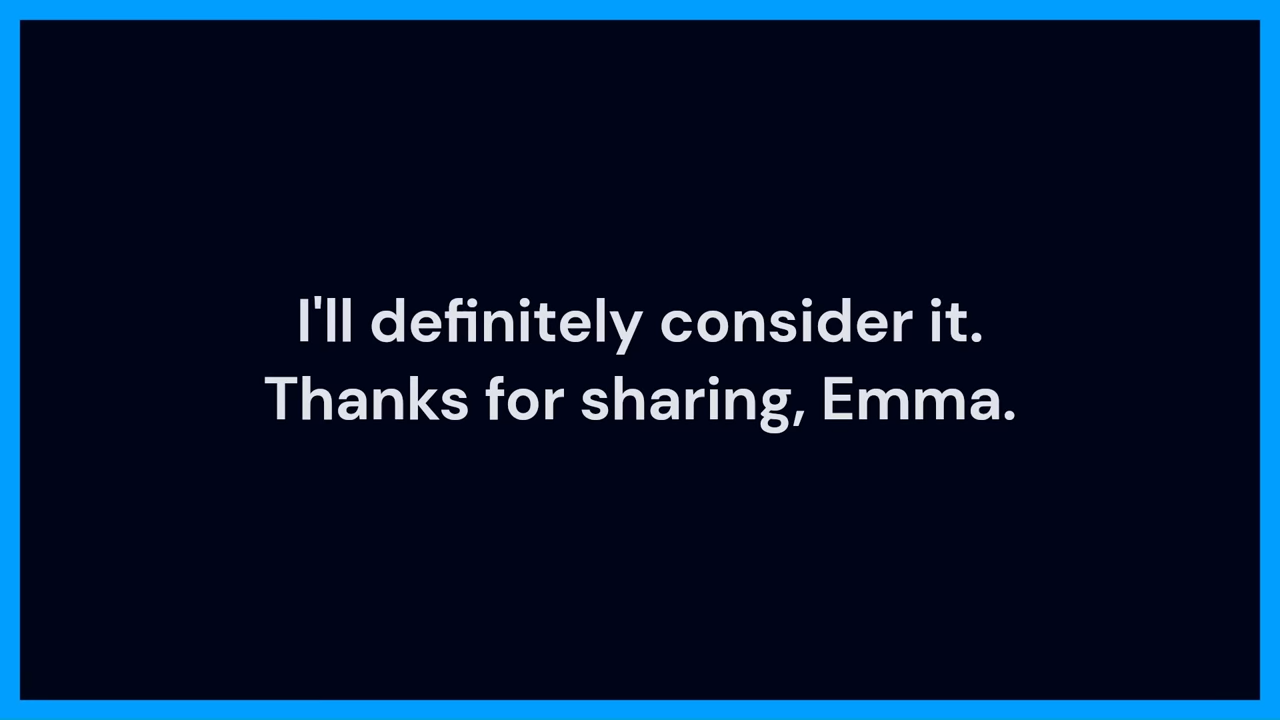 I'll definitely consider it.
Thanks for sharing, Emma.